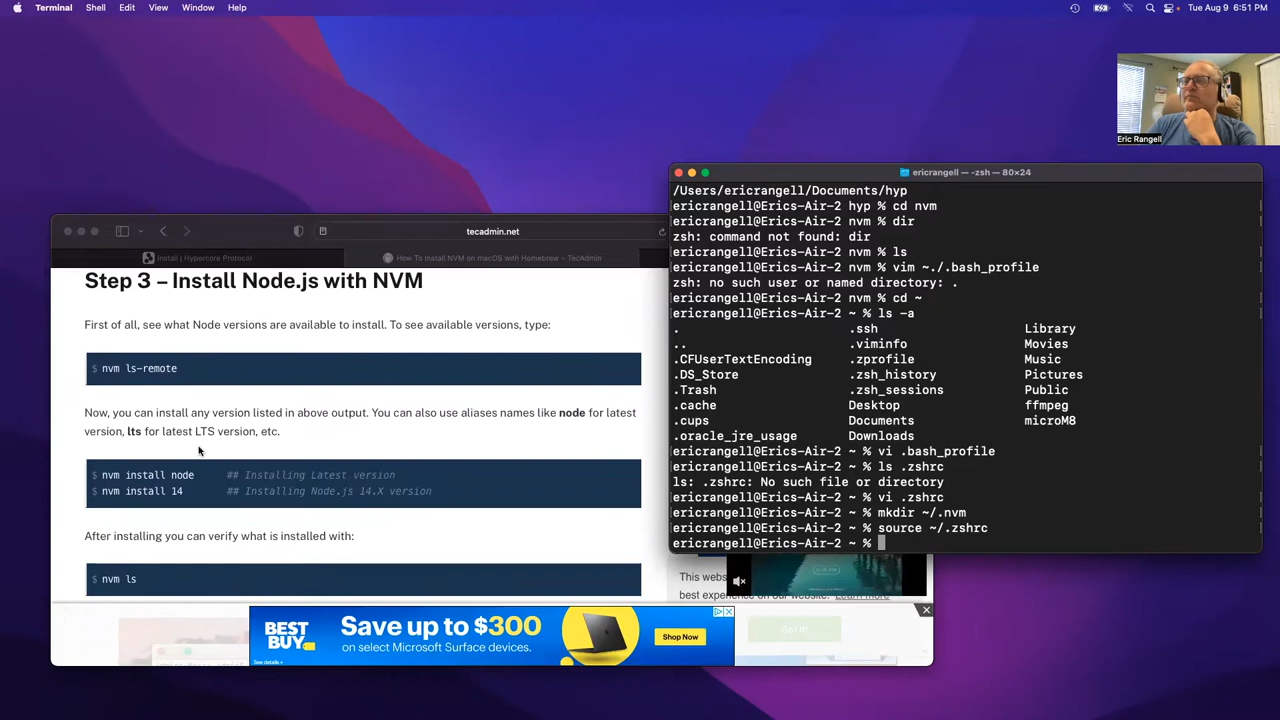 Terminal Shell Edit View Window Help Tue Aug 9 6:51 PM
Eric Rangell
tecadmin.net
Install | Hypercore Protocol
How To Install NVM on macOS with Homebrew – TecAdmin
Step 3 – Install Node.js with NVM
First of all, see what Node versions are available to install. To see available versions, type:
$ nvm ls-remote
Now, you can install any version listed in above output. You can also use aliases names like node for latest
version, lts for latest LTS version, etc.
$ nvm install node ## Installing Latest version
$ nvm install 14 ## Installing Node.js 14.X version
After installing you can verify what is installed with:
$ nvm ls
ericrangell — -zsh — 80×24
/Users/ericrangell/Documents/hyp
ericrangell@Erics-Air-2 hyp % cd nvm
ericrangell@Erics-Air-2 nvm % dir
zsh: command not found: dir
ericrangell@Erics-Air-2 nvm % ls
ericrangell@Erics-Air-2 nvm % vim ~./.bash_profile
zsh: no such user or named directory: .
ericrangell@Erics-Air-2 nvm % cd ~
ericrangell@Erics-Air-2 ~ % ls -a
. .ssh Library
.. .viminfo Movies
.CFUserTextEncoding .zprofile Music
.DS_Store .zsh_history Pictures
.Trash .zsh_sessions Public
.cache Desktop ffmpeg
.cups Documents microM8
.oracle_jre_usage Downloads
ericrangell@Erics-Air-2 ~ % vi .bash_profile
ericrangell@Erics-Air-2 ~ % ls .zshrc
ls: .zshrc: No such file or directory
ericrangell@Erics-Air-2 ~ % vi .zshrc
ericrangell@Erics-Air-2 ~ % mkdir ~/.nvm
ericrangell@Erics-Air-2 ~ % source ~/.zshrc
ericrangell@Erics-Air-2 ~ %
This webs
best experience on our website. Learn more
Got it!
BEST
BUY
See details
Save up to $300
on select Microsoft Surface devices.
Shop Now